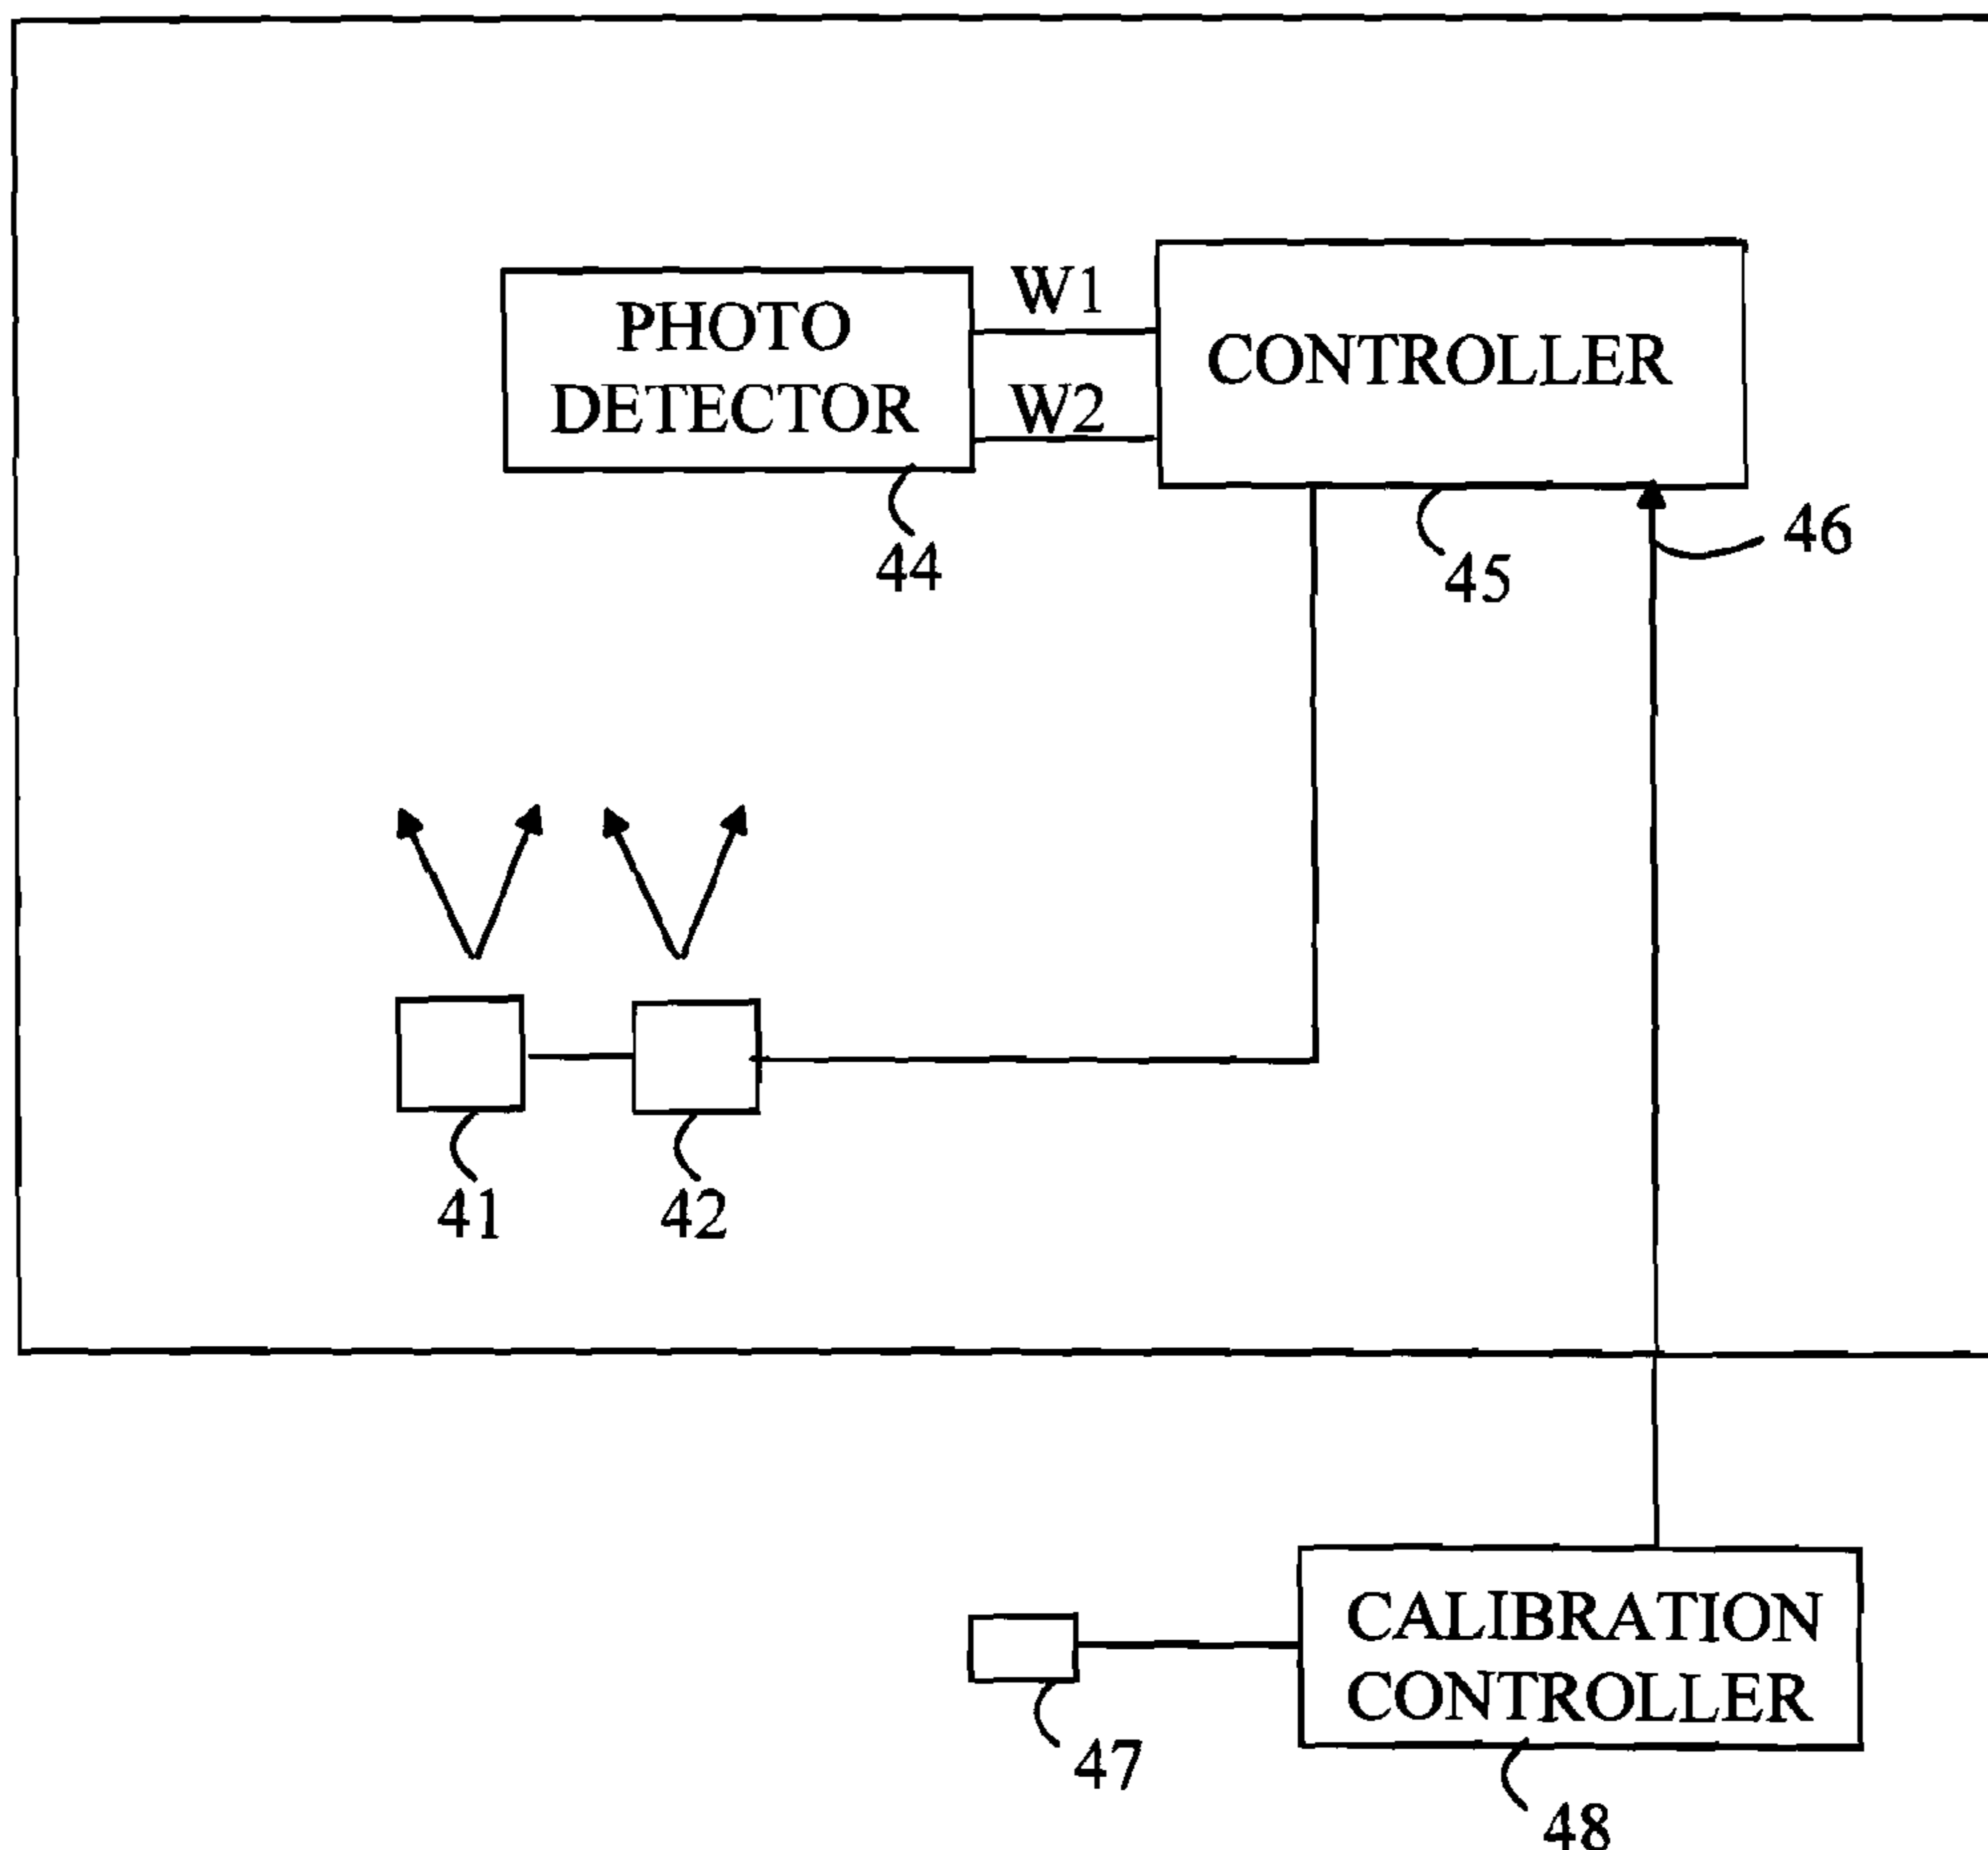 PHOTO
DETECTOR
W1
W2
CONTROLLER
44
45
46
41
42
CALIBRATION
CONTROLLER
47
48